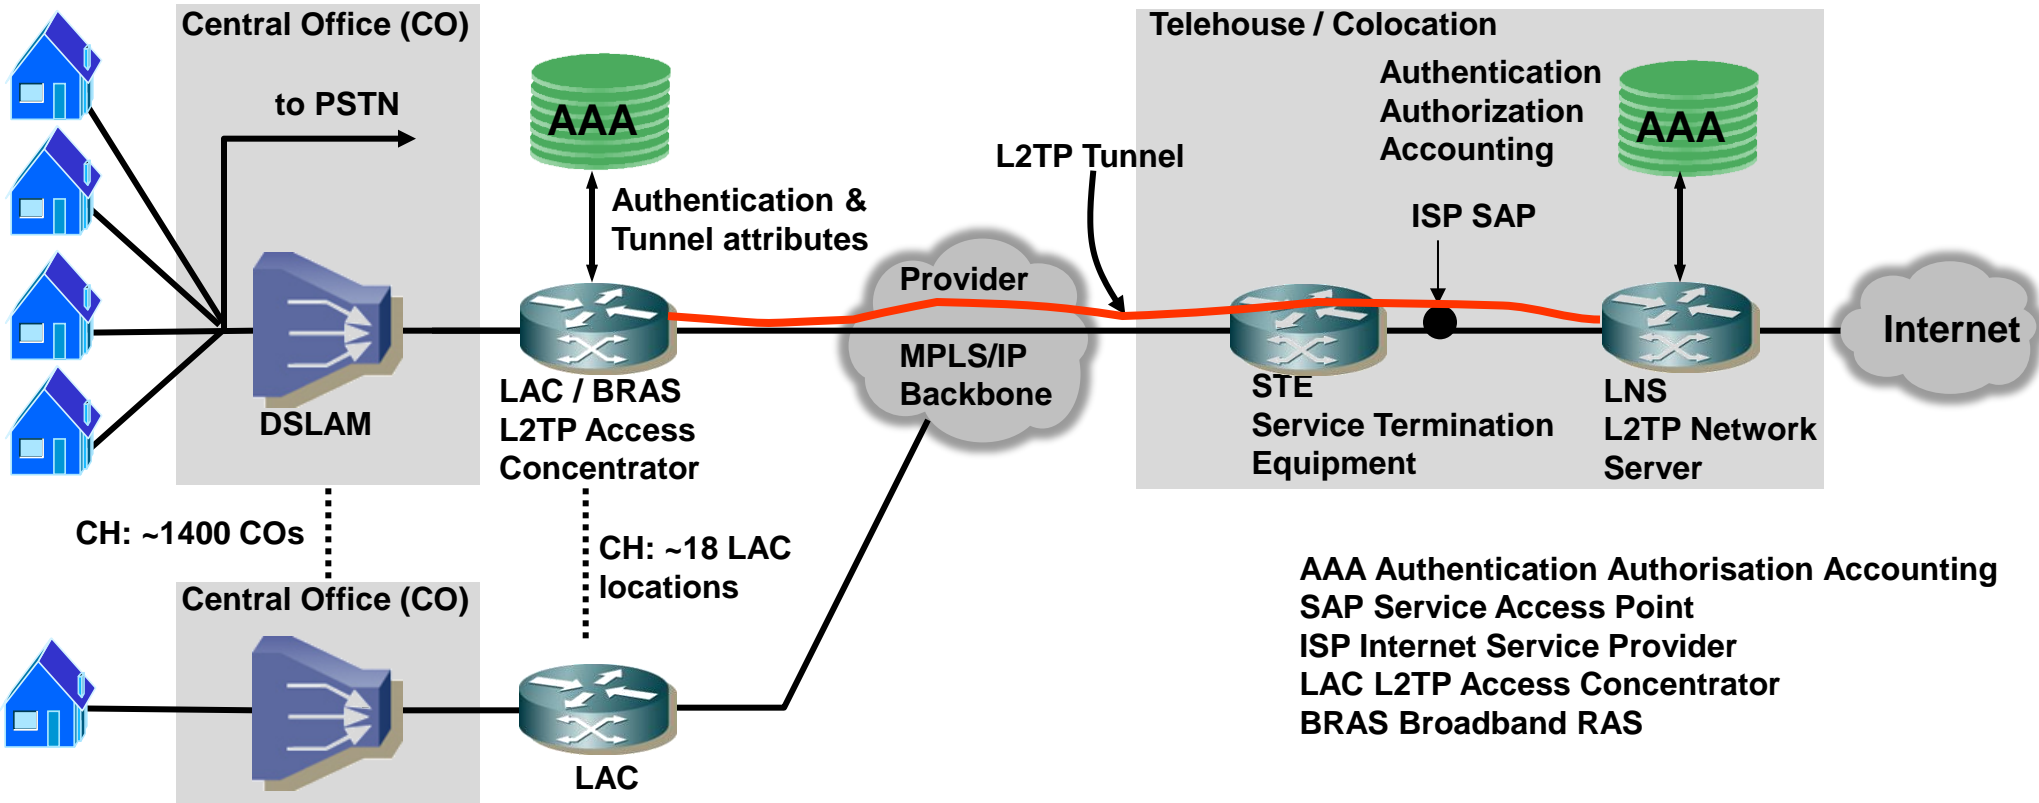 Central Office (CO)
to PSTN
AAA
Authentication &
Tunnel attributes
DSLAM
LAC / BRAS
L2TP Access
Concentrator
Provider
MPLS/IP
Backbone
L2TP Tunnel
Telehouse / Colocation
Authentication
Authorization
Accounting
AAA
ISP SAP
STE
Service Termination
Equipment
LNS
L2TP Network
Server
Internet
CH: ~1400 COs
CH: ~18 LAC
locations
Central Office (CO)
LAC
AAA Authentication Authorisation Accounting
SAP Service Access Point
ISP Internet Service Provider
LAC L2TP Access Concentrator
BRAS Broadband RAS